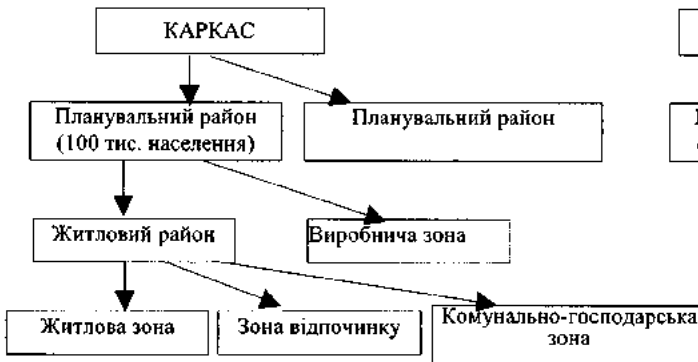 КАРКАС
Планувальний район
(100 тис. населення)
Планувальний район
Житловий район
Виробнича зона
Житлова зона
Зона відпочинку
Комунально-господарська
зона